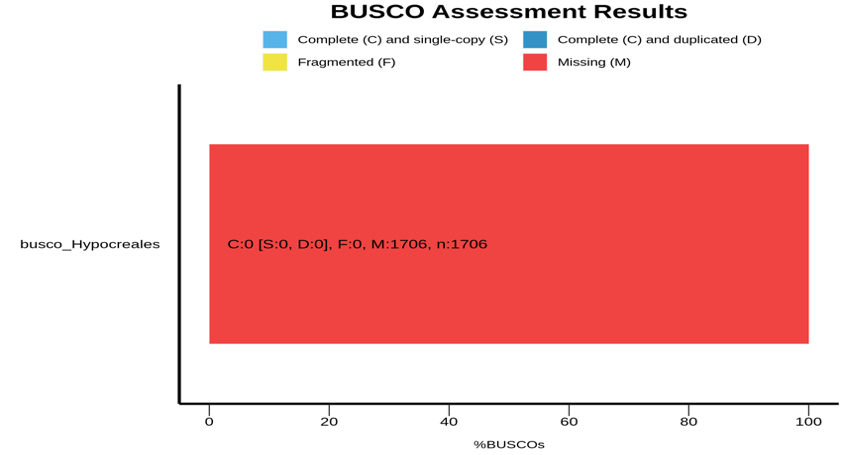 BUSCO Assessment Results
Complete (C) and single-copy (S)
Complete (C) and duplicated (D)
Fragmented (F)
Missing (M)
busco_Hypocreales
C:0 [S:0, D:0], F:0, M:1706, n:1706
0 20 40 60 80 100
%BUSCOs